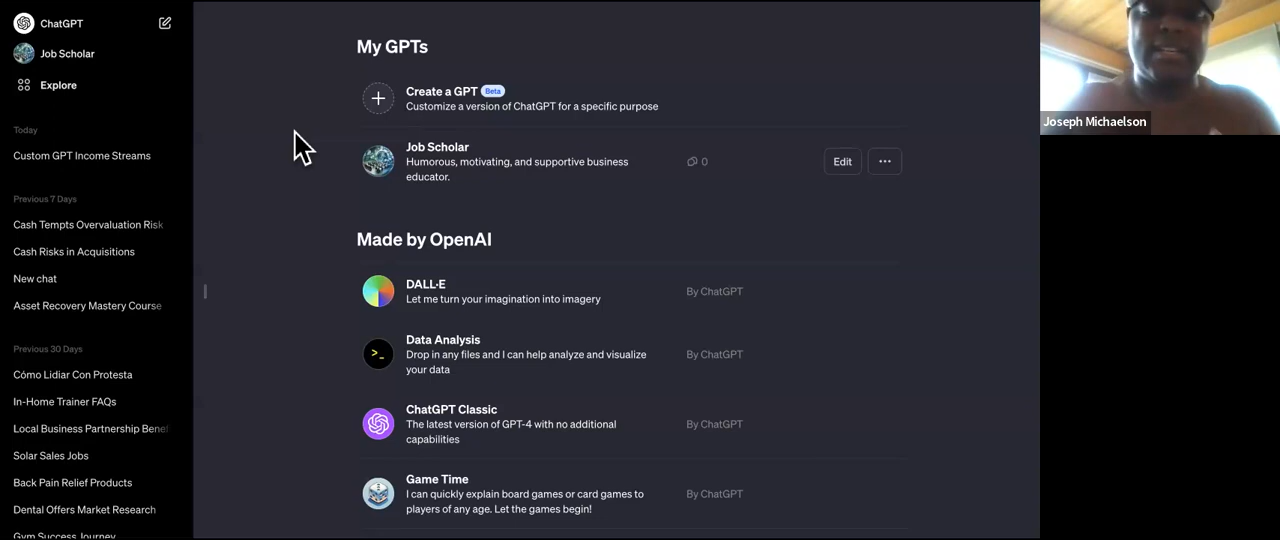 ChatGPT
Job Scholar
Explore
Today
Custom GPT Income Streams
Previous 7 Days
Cash Tempts Overvaluation Risk
Cash Risks in Acquisitions
New chat
Asset Recovery Mastery Course
Previous 30 Days
Cómo Lidiar Con Protesta
In-Home Trainer FAQs
Local Business Partnership Benef
Solar Sales Jobs
Back Pain Relief Products
Dental Offers Market Research
Gym Success Journey
My GPTs
Create a GPT Beta
Customize a version of ChatGPT for a specific purpose
Job Scholar
Humorous, motivating, and supportive business
educator.
0
Edit
Made by OpenAI
DALL·E
Let me turn your imagination into imagery
By ChatGPT
Data Analysis
Drop in any files and I can help analyze and visualize
your data
By ChatGPT
ChatGPT Classic
The latest version of GPT-4 with no additional
capabilities
By ChatGPT
Game Time
I can quickly explain board games or card games to
players of any age. Let the games begin!
By ChatGPT
Joseph Michaelson